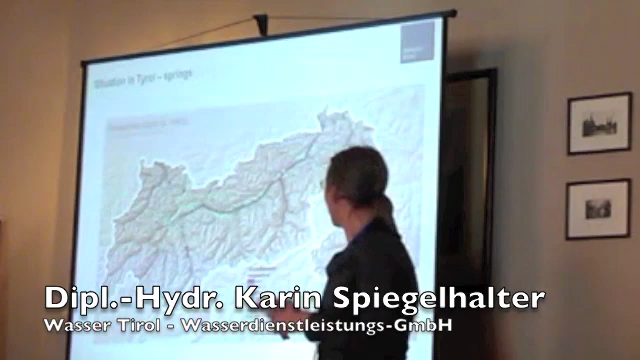 Situation in Tyrol – springs
Dipl.-Hydr. Karin Spiegelhalter
Wasser Tirol - Wasserdienstleistungs-GmbH